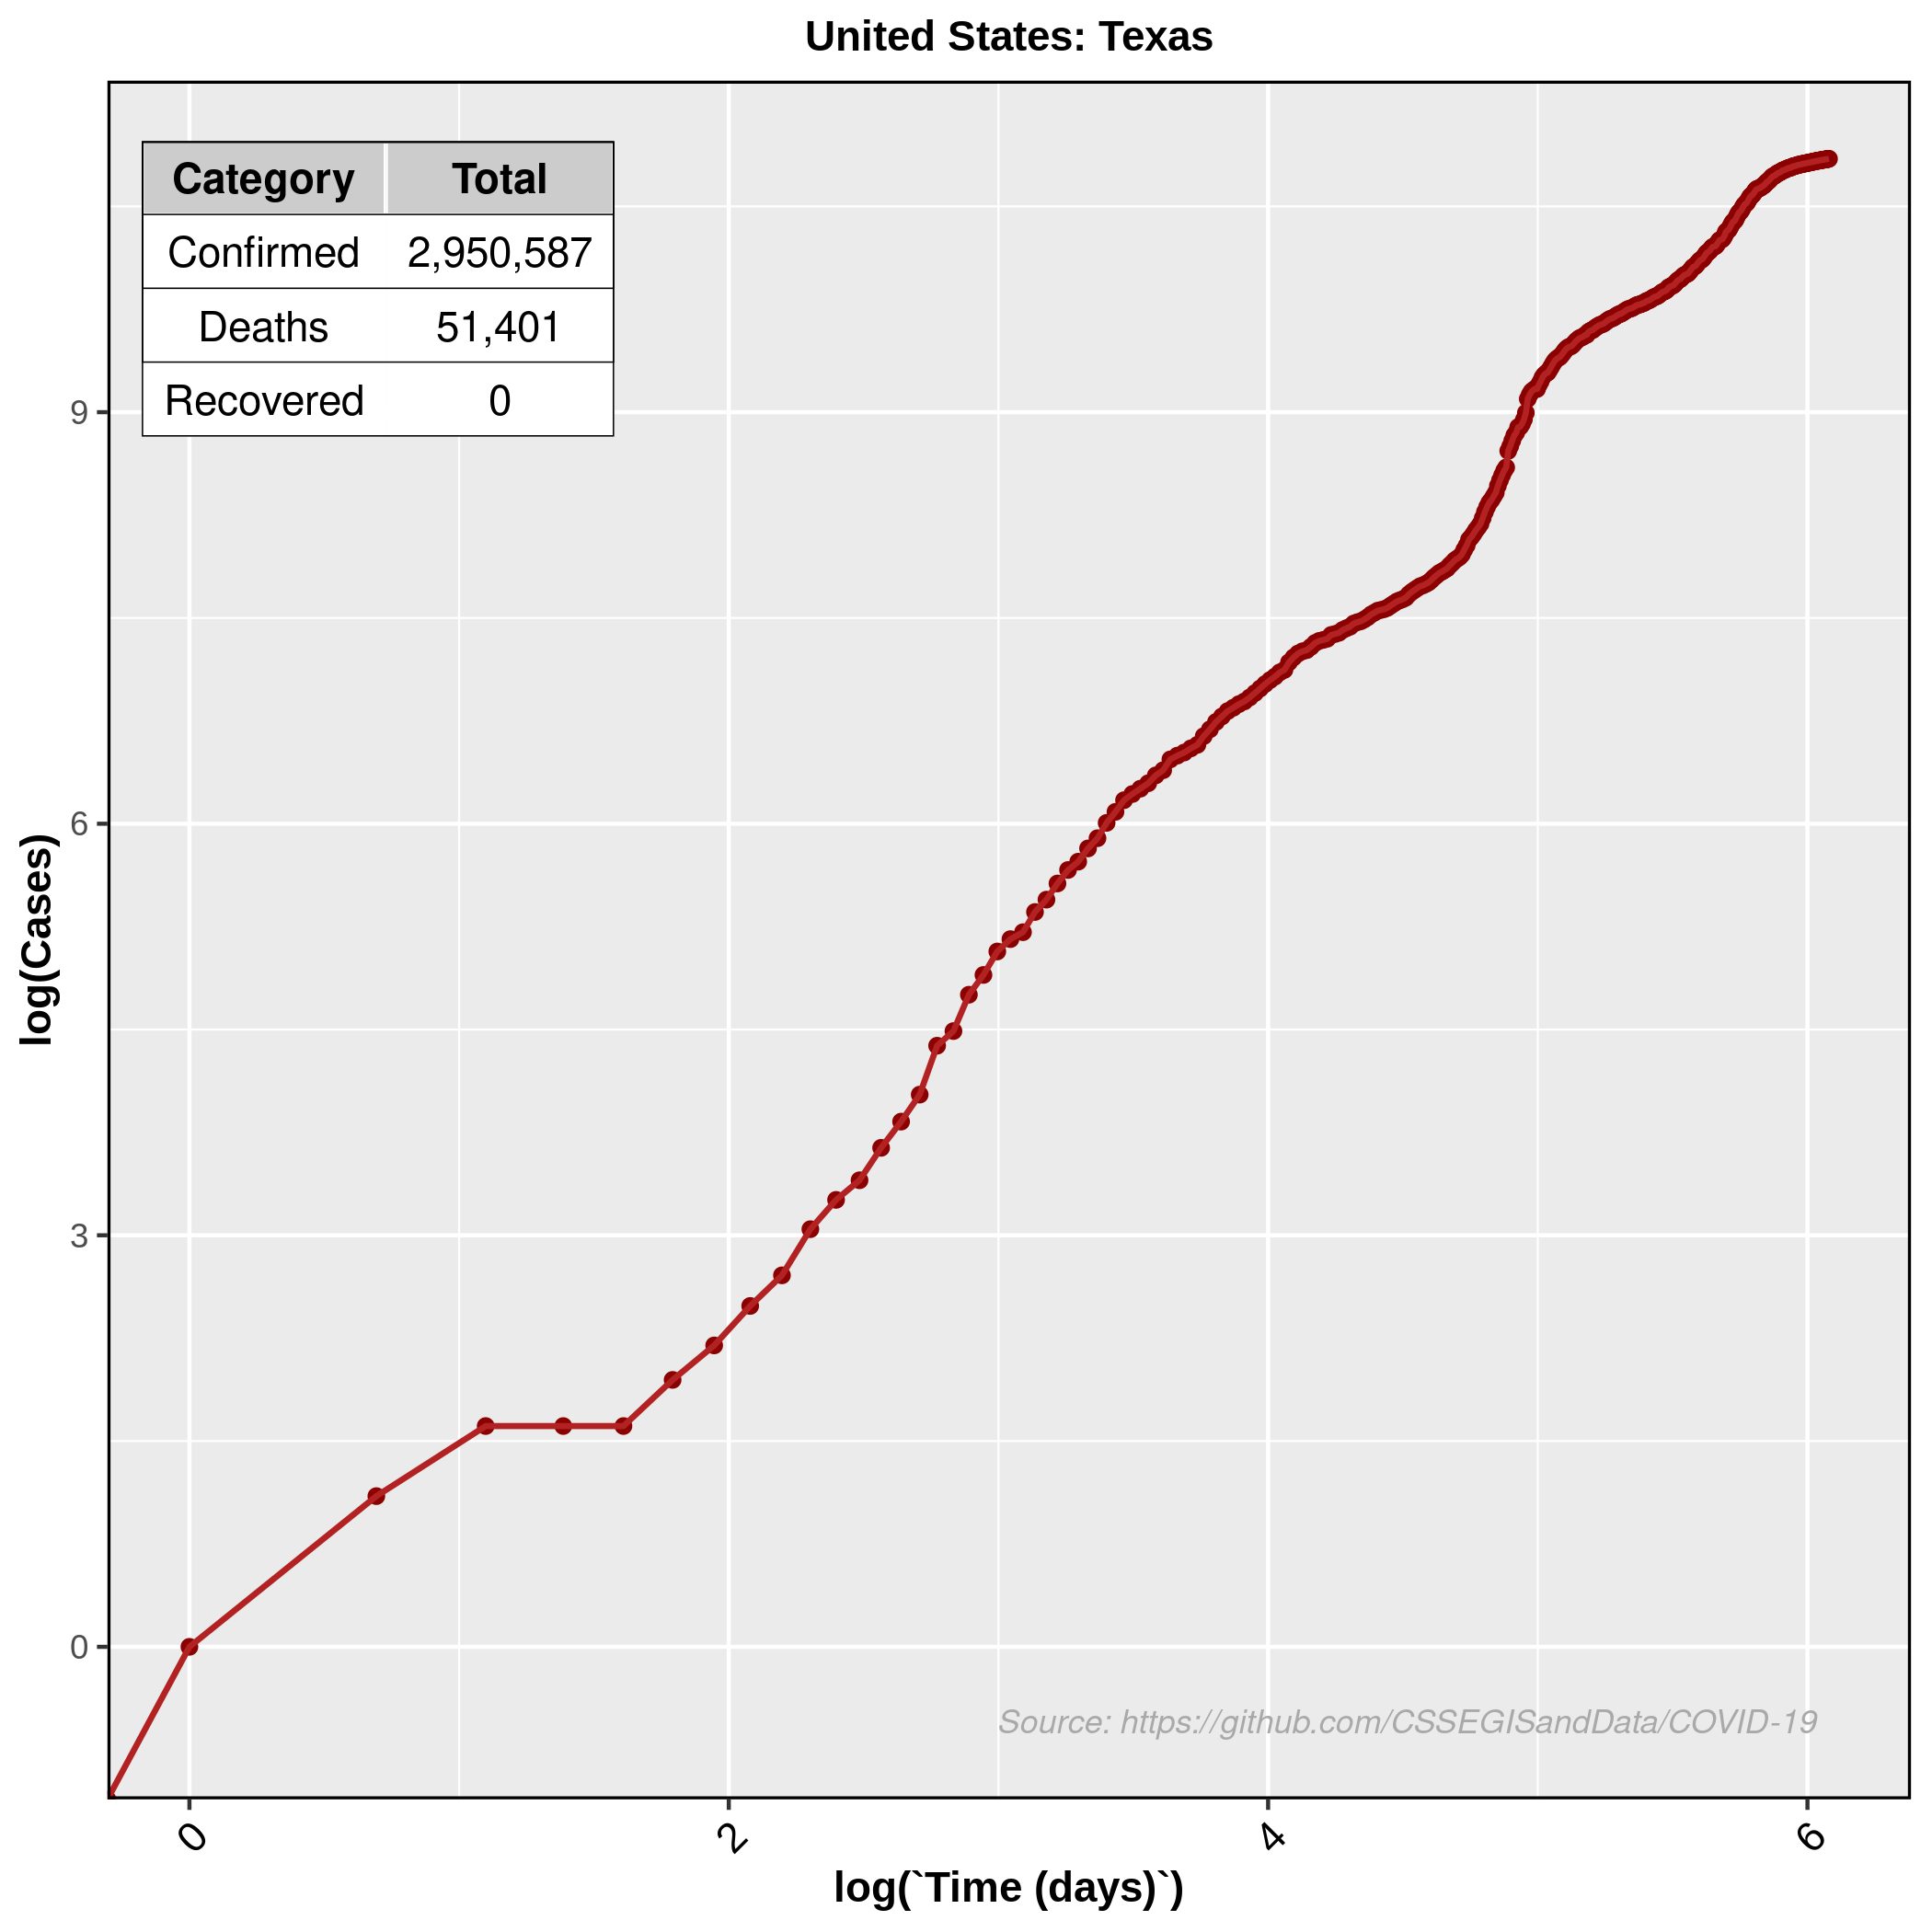 United States: Texas
Category Total
Confirmed 2,950,587
Deaths 51,401
Recovered 0
9
6
3
0
log(Cases)
Source: https://github.com/CSSEGISandData/COVID-19
0 2 4 6
log(`Time (days)`)